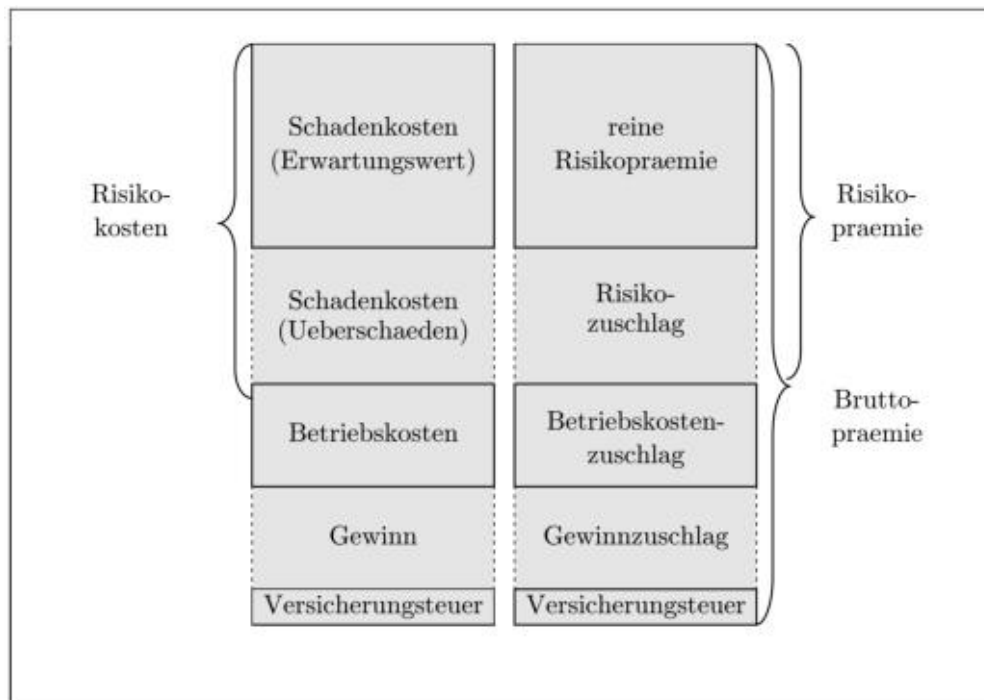 Risiko-
kosten
Schadenkosten
(Erwartungswert)
Schadenkosten
(Ueberschaeden)
Betriebskosten
Gewinn
Versicherungsteuer
reine
Risikopraemie
Risiko-
zuschlag
Betriebskosten-
zuschlag
Gewinnzuschlag
Versicherungsteuer
Risiko-
praemie
Brutto-
praemie